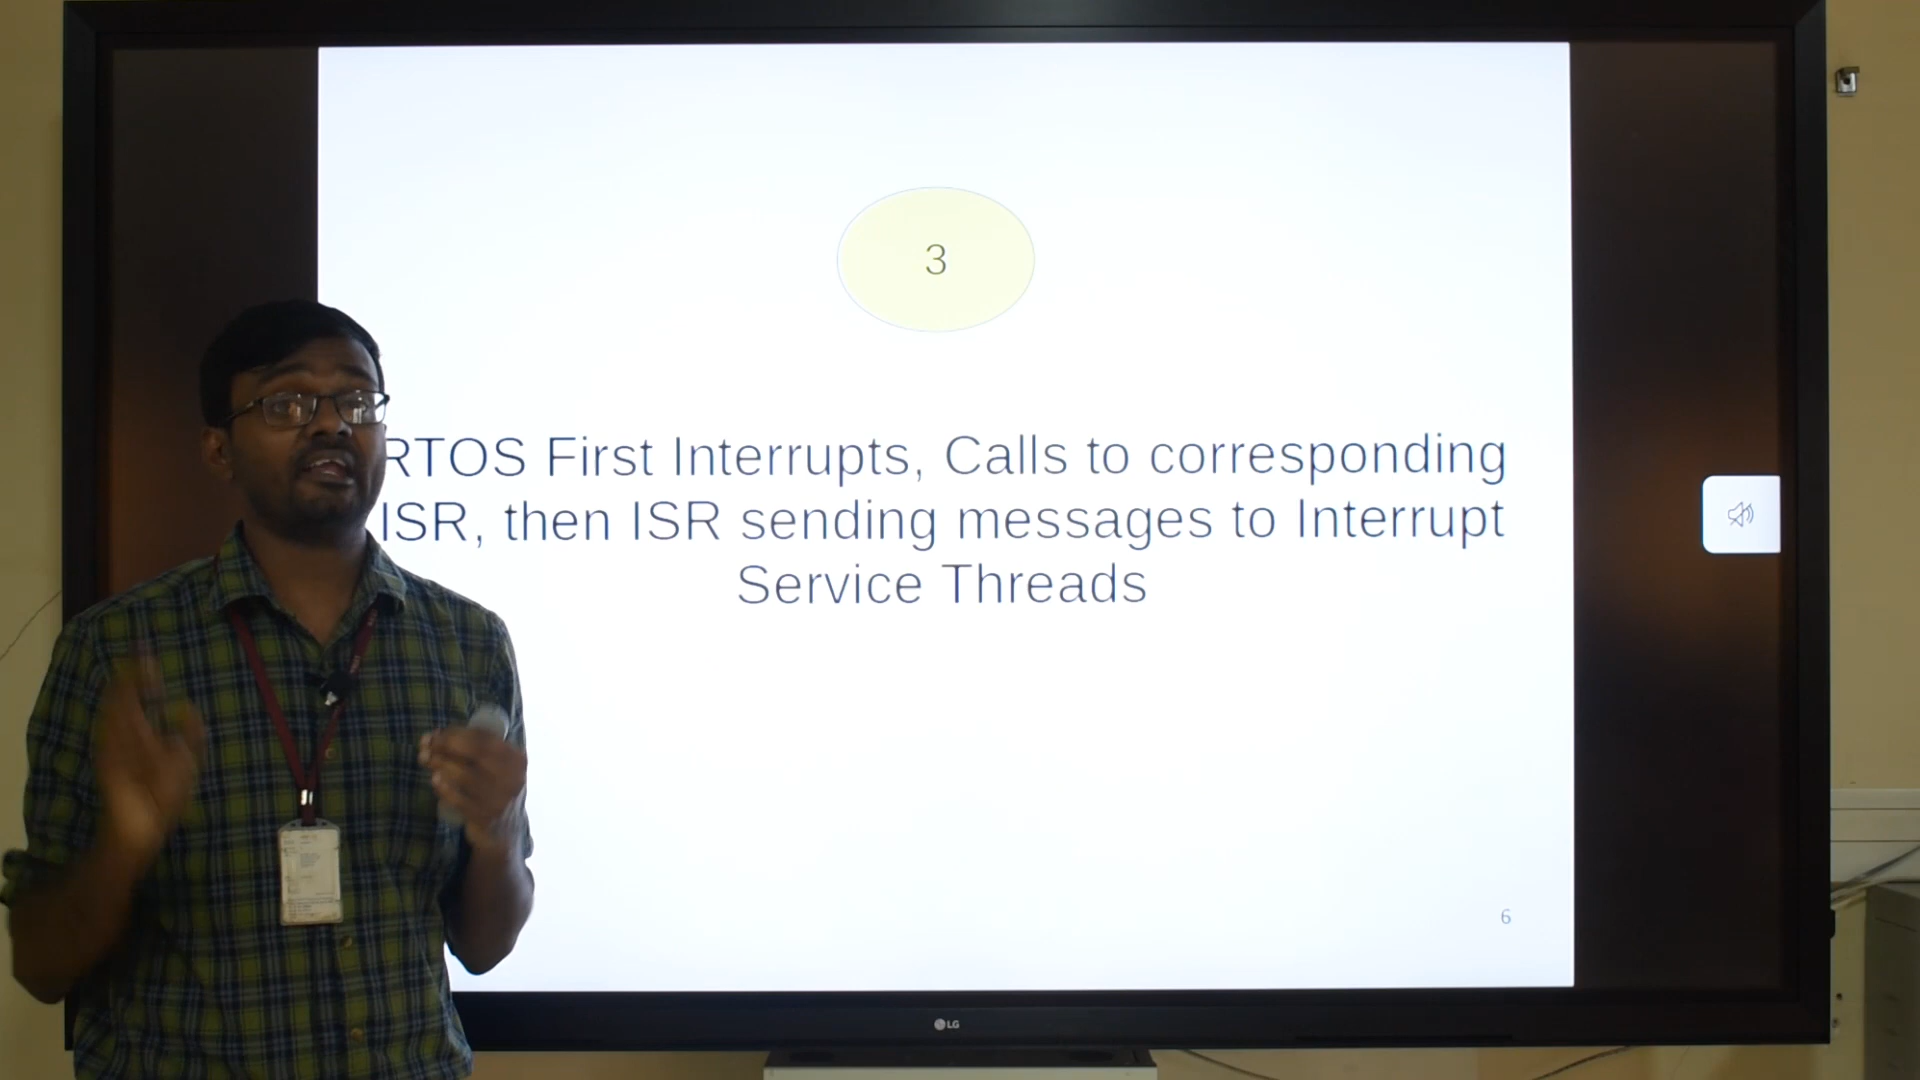 3
RTOS First Interrupts, Calls to corresponding
ISR, then ISR sending messages to Interrupt
Service Threads
6
LG